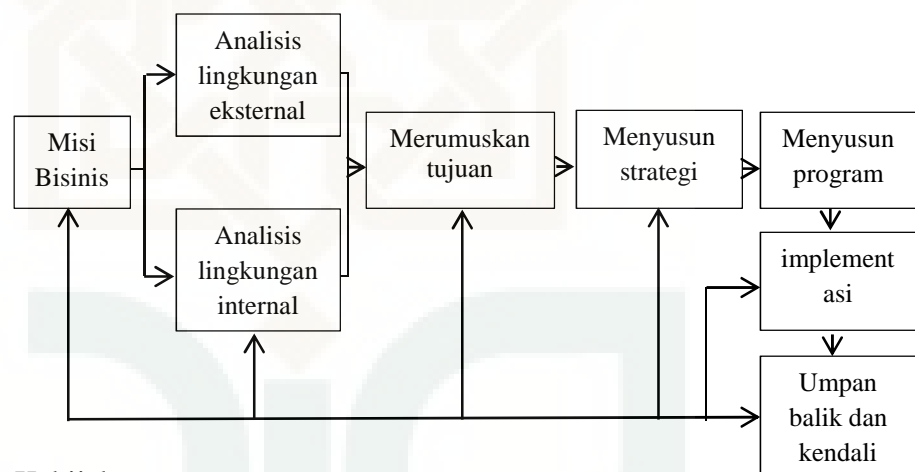 Analisis
lingkungan
eksternal
Misi
Bisinis
Merumuskan
tujuan
Menyusun
strategi
Menyusun
program
Analisis
lingkungan
internal
implement
asi
Umpan
balik dan
kendali